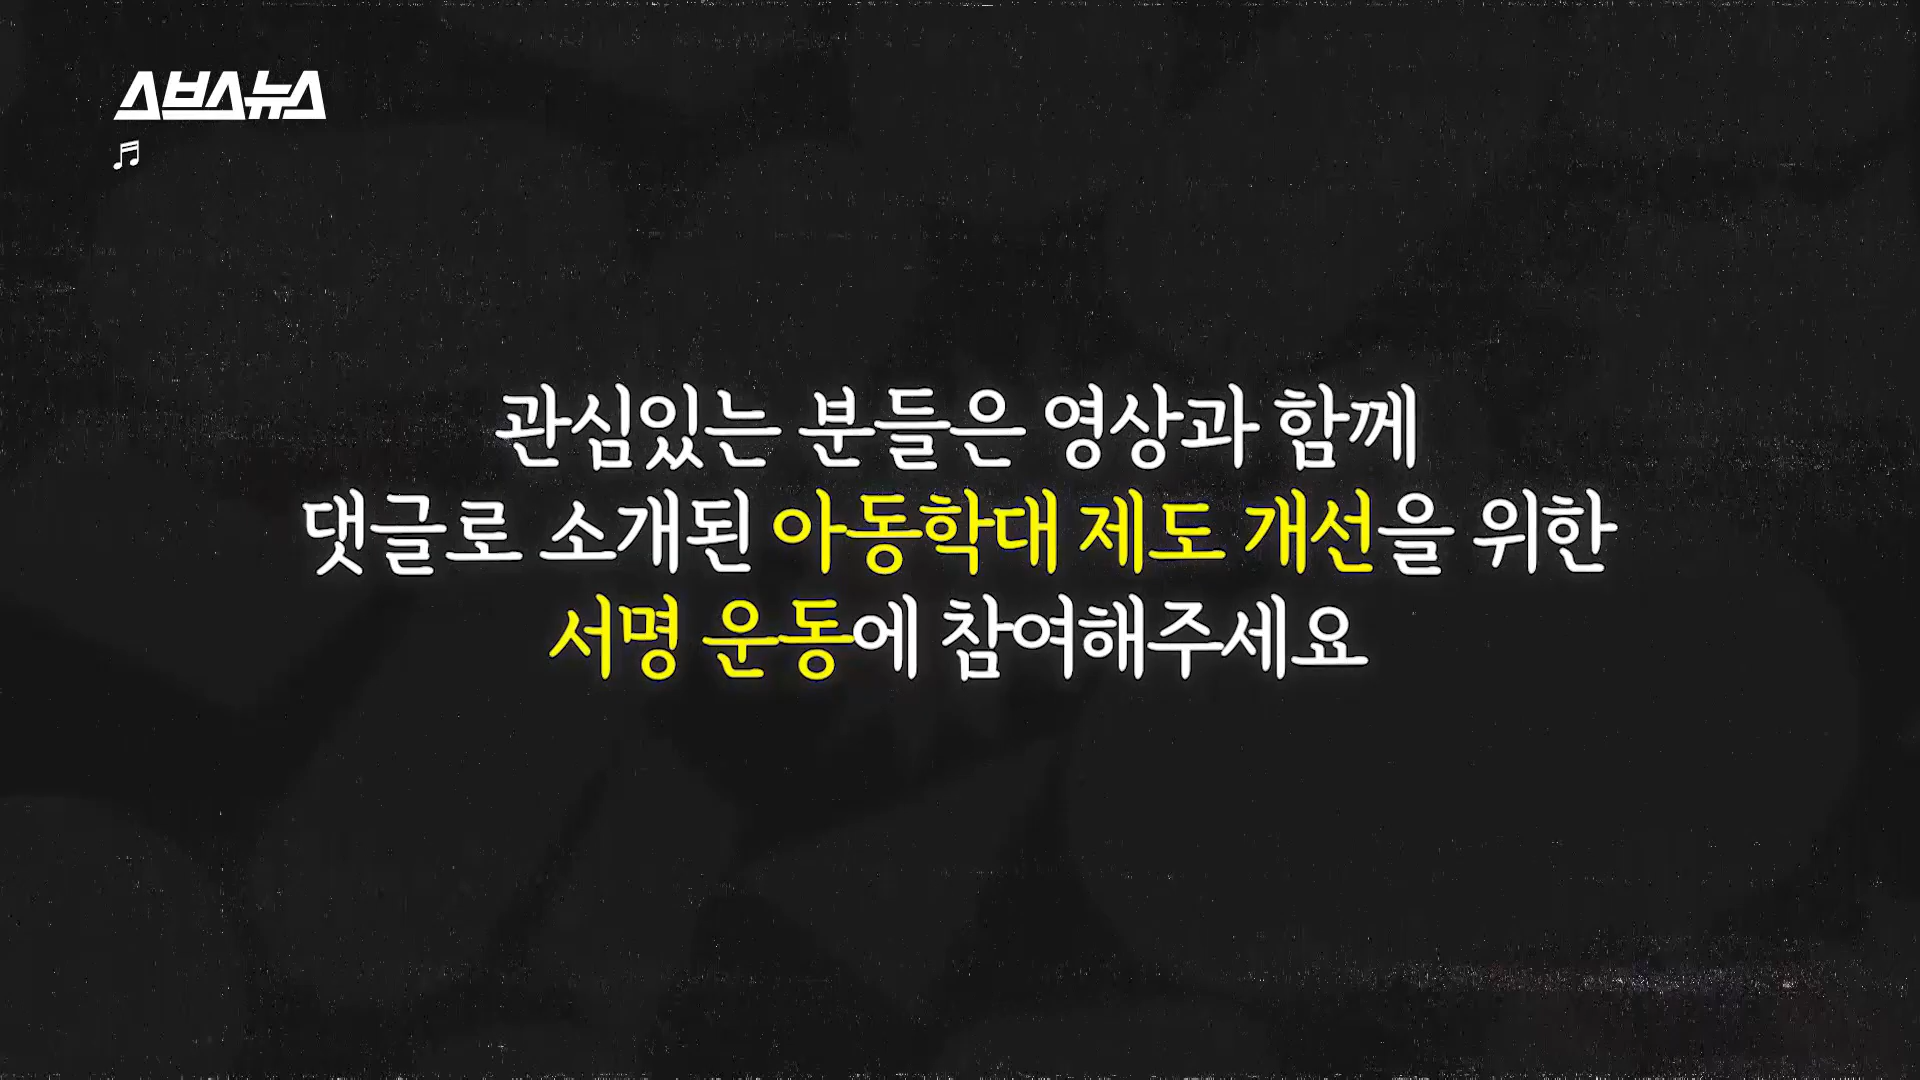 스브스뉴스
♬
관심있는 분들은 영상과 함께
댓글로 소개된 아동학대 제도 개선을 위한
서명 운동에 참여해주세요